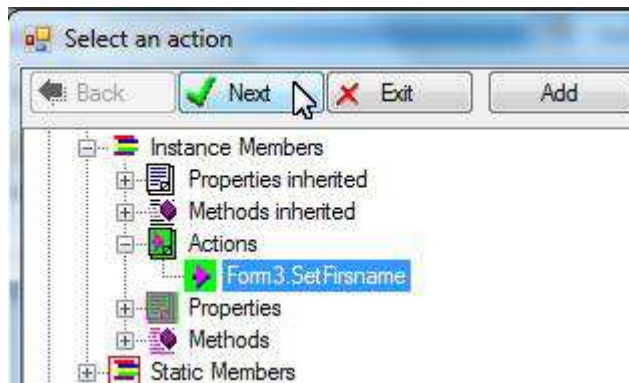 Select an action
Back Next Exit Add
Instance Members
Properties inherited
Methods inherited
Actions
Form3.SetFirsname
Properties
Methods
Static Members